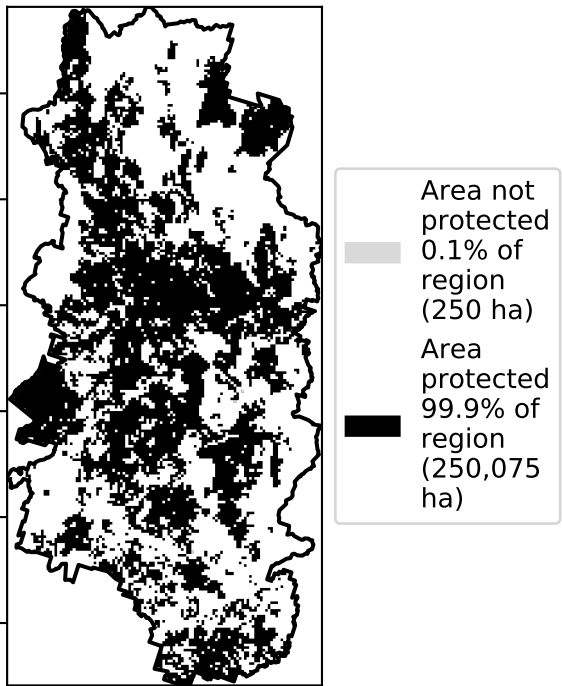 Area not
protected
0.1% of
region
(250 ha)
Area
protected
99.9% of
region
(250,075
ha)